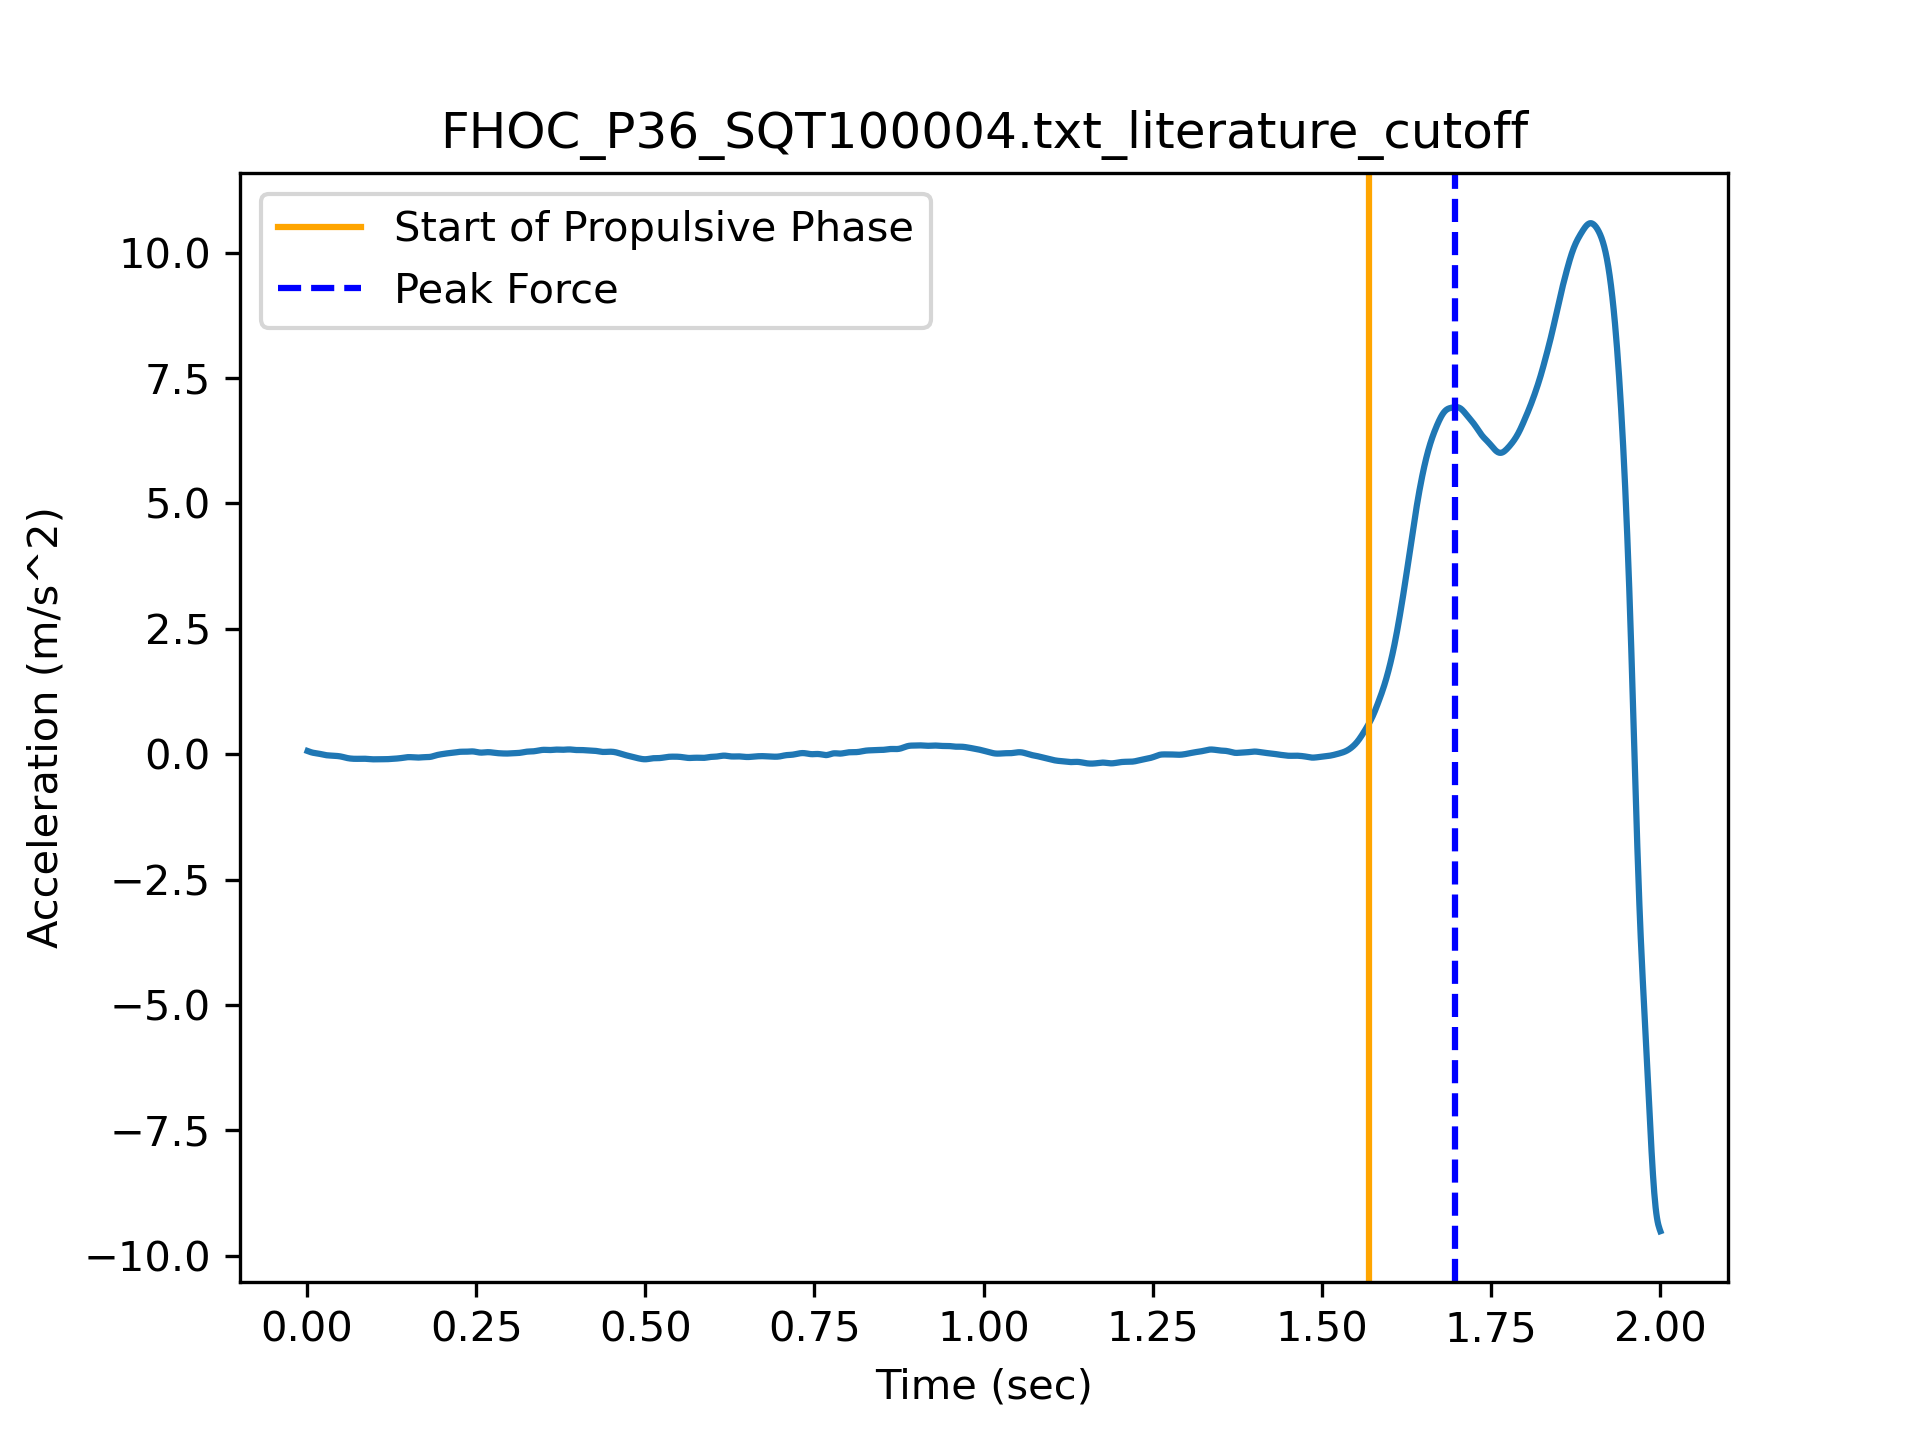 FHOC_P36_SQT100004.txt_literature_cutoff
Start of Propulsive Phase
Peak Force
10.0
7.5
5.0
2.5
0.0
−2.5
−5.0
−7.5
−10.0
Acceleration (m/s^2)
0.00 0.25 0.50 0.75 1.00 1.25 1.50 1.75 2.00
Time (sec)